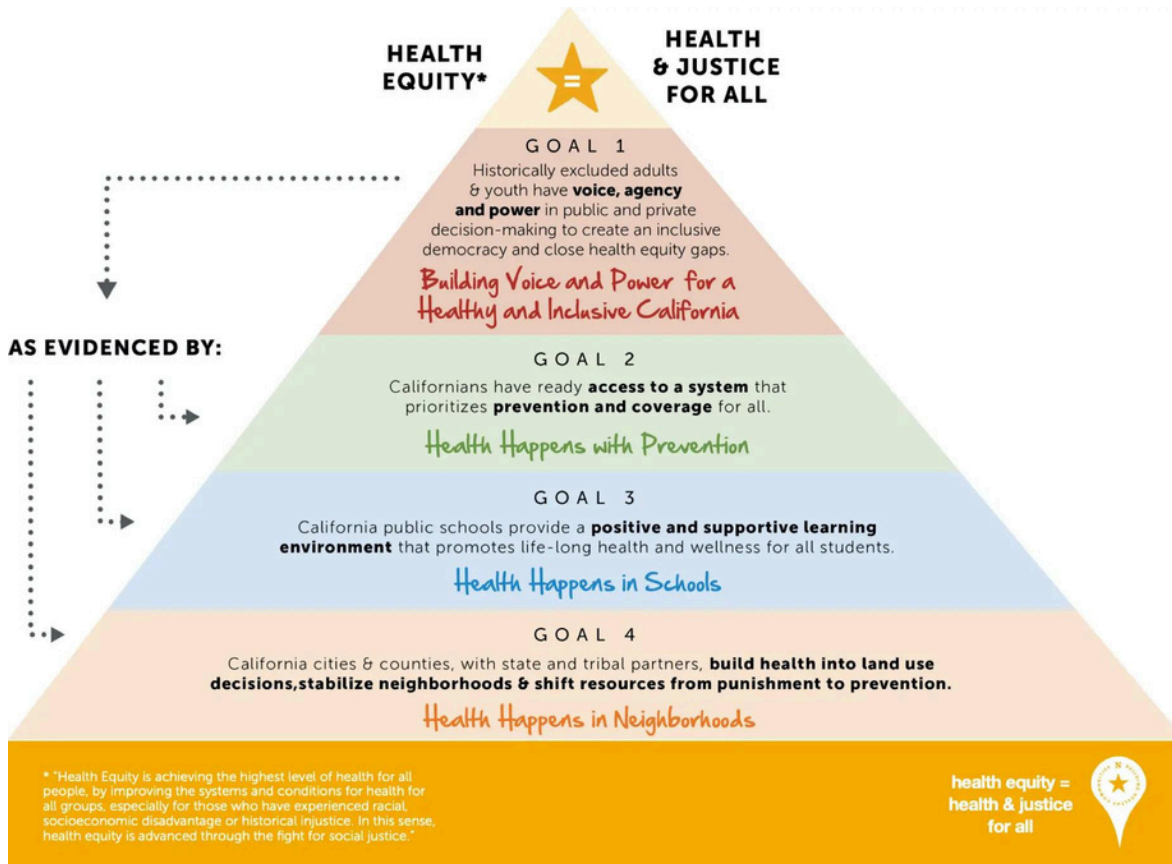 HEALTH
EQUITY*
=
HEALTH
& JUSTICE
FOR ALL
GOAL 1
Historically excluded adults
& youth have voice, agency
and power in public and private
decision-making to create an inclusive
democracy and close health equity gaps.
Building Voice and Power for a
Healthy and Inclusive California
AS EVIDENCED BY:
GOAL 2
Californians have ready access to a system that
prioritizes prevention and coverage for all.
Health Happens with Prevention
GOAL 3
California public schools provide a positive and supportive learning
environment that promotes life-long health and wellness for all students.
Health Happens in Schools
GOAL 4
California cities & counties, with state and tribal partners, build health into land use
decisions,stabilize neighborhoods & shift resources from punishment to prevention.
Health Happens in Neighborhoods
* "Health Equity is achieving the highest level of health for all
people, by improving the systems and conditions for health for
all groups, especially for those who have experienced racial,
socioeconomic disadvantage or historical injustice. In this sense,
health equity is advanced through the fight for social justice."
health equity =
health & justice
for all